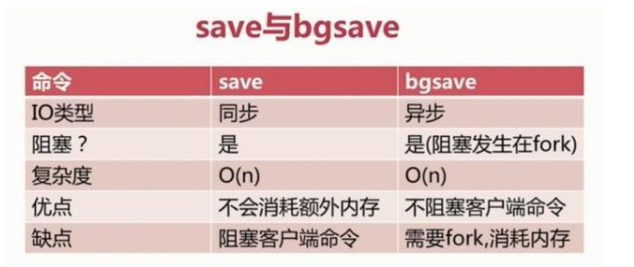 save与bgsave
命令 save bgsave
IO类型 同步 异步
阻塞？ 是 是(阻塞发生在fork)
复杂度 O(n) O(n)
优点 不会消耗额外内存 不阻塞客户端命令
缺点 阻塞客户端命令 需要fork,消耗内存